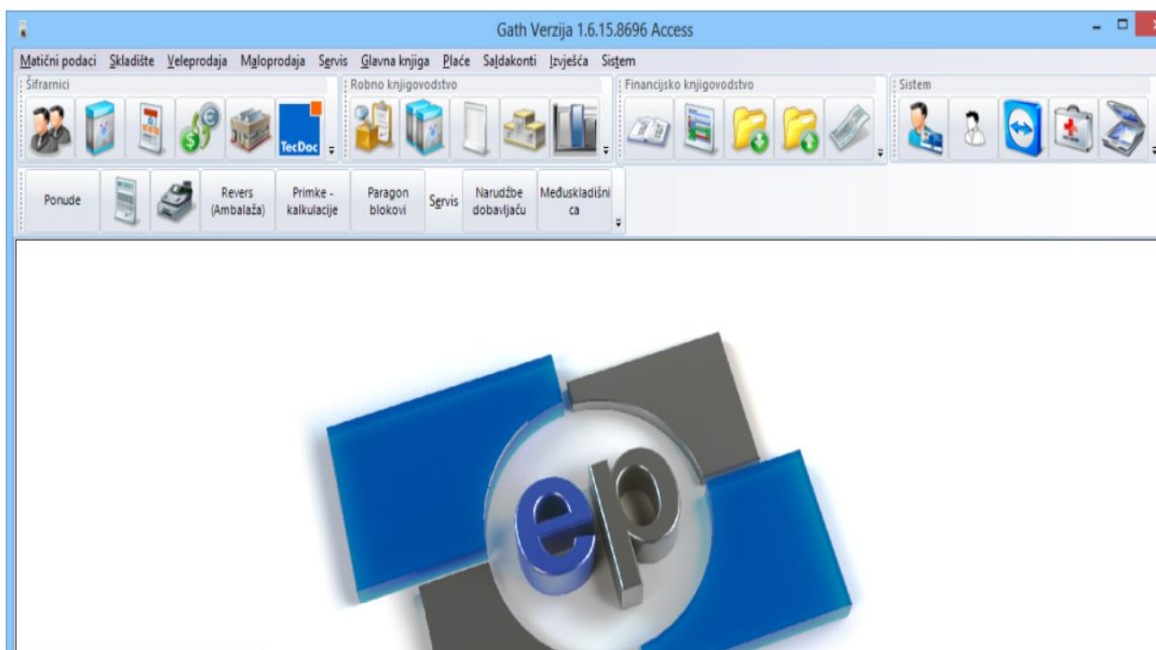 Gath Verzija 1.6.15.8696 Access
Matični podaci Skladište Veleprodaja Maloprodaja Servis Glavna knjiga Plaće Saldakonti Izvješća Sistem
Šifrarnici Robno knjigovodstvo Financijsko knjigovodstvo Sistem
TecDoc
Ponude Revers Primke - Paragon Servis Narudžbe Međuskladišni
(Ambalaža) kalkulacije blokovi dobavljaču ca
ep